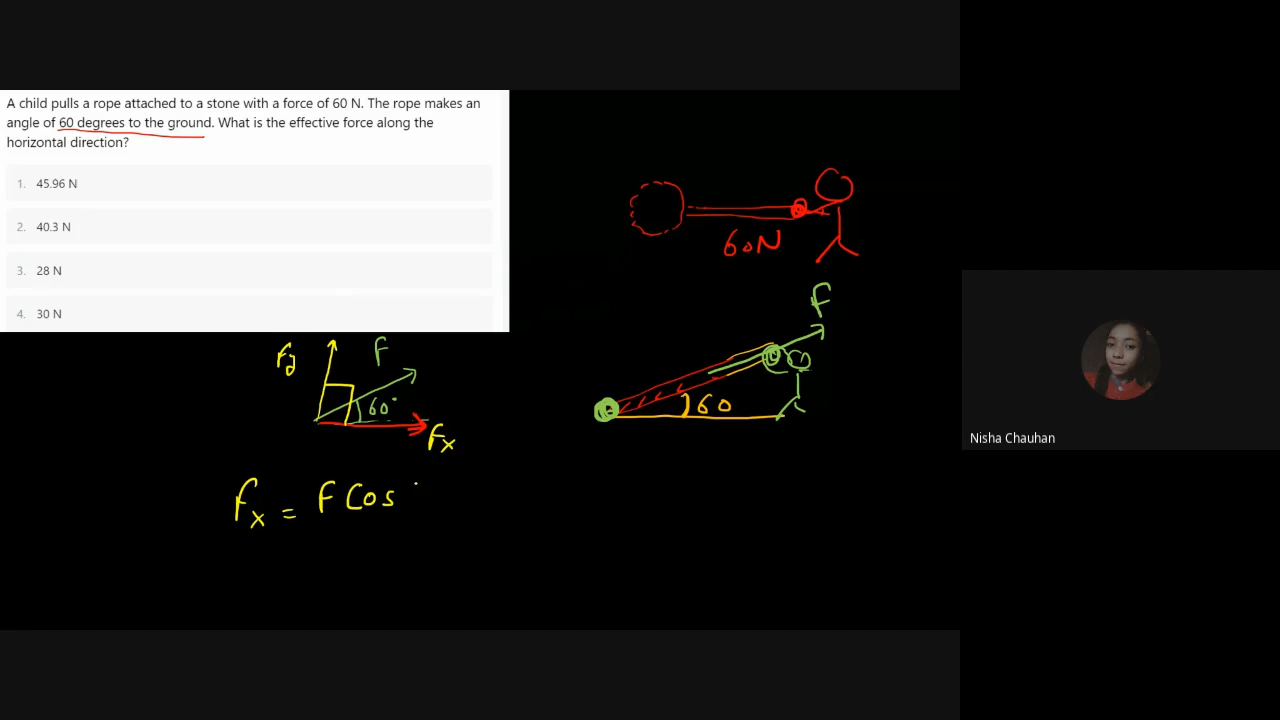 A child pulls a rope attached to a stone with a force of 60 N. The rope makes an
angle of 60 degrees to the ground. What is the effective force along the
horizontal direction?
1. 45.96 N
2. 40.3 N
3. 28 N
4. 30 N
60N
F
60
Fy
F
60°
Fx
Fx = F Cos
Nisha Chauhan